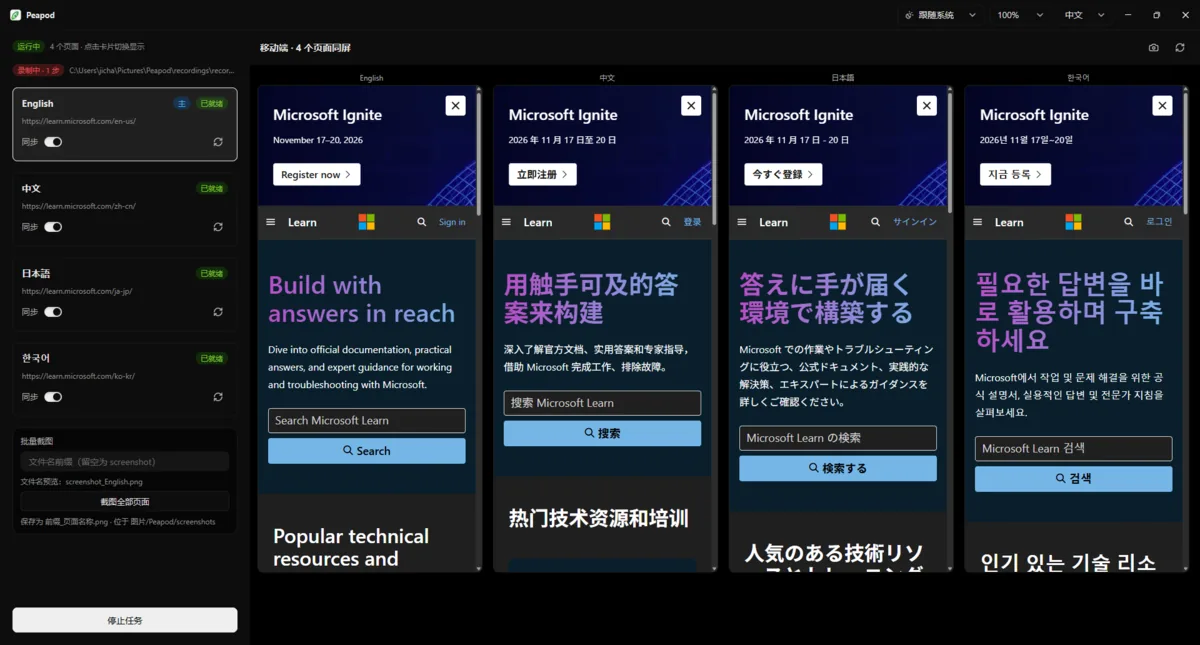 Peapod
跟随系统
100%
中文
运行中 4 个页面 · 点击卡片切换显示
录制中 · 1 步 C:\Users\jicha\Pictures\Peapod\recordings\recor...
English
主
已就绪
https://learn.microsoft.com/en-us/
同步
中文
已就绪
https://learn.microsoft.com/zh-cn/
同步
日本語
已就绪
https://learn.microsoft.com/ja-jp/
同步
한국어
已就绪
https://learn.microsoft.com/ko-kr/
同步
批量截图
文件名前缀（留空为 screenshot）
文件名预览：screenshot_English.png
截图全部页面
保存为 前缀_页面名称.png · 位于 图片/Peapod/screenshots
停止任务
移动端 · 4 个页面同屏
English
Microsoft Ignite
November 17–20, 2026
Register now
Learn
Sign in
Build with
answers in reach
Dive into official documentation, practical
answers, and expert guidance for working
and troubleshooting with Microsoft.
Search Microsoft Learn
Search
Popular technical
resources and
中文
Microsoft Ignite
2026 年 11 月 17 日至 20 日
立即注册
Learn
登录
用触手可及的答
案来构建
深入了解官方文档、实用答案和专家指导，
借助 Microsoft 完成工作、排除故障。
搜索 Microsoft Learn
搜索
热门技术资源和培训
日本語
Microsoft Ignite
2026 年 11 月 17 日 - 20 日
今すぐ登録
Learn
サインイン
答えに手が届く
環境で構築する
Microsoft での作業やトラブルシューティン
グに役立つ、公式ドキュメント、実践的な
解決策、エキスパートによるガイダンスを
詳しくご確認ください。
Microsoft Learn の検索
検索する
人気のある技術リソ
ースとトレーニング
한국어
Microsoft Ignite
2026년 11월 17일~20일
지금 등록
Learn
로그인
필요한 답변을 바
로 활용하며 구축
하세요
Microsoft에서 작업 및 문제 해결을 위한 공
식 설명서, 실용적인 답변 및 전문가 지침을
살펴보세요.
Microsoft Learn 검색
검색
인기 있는 기술 리소